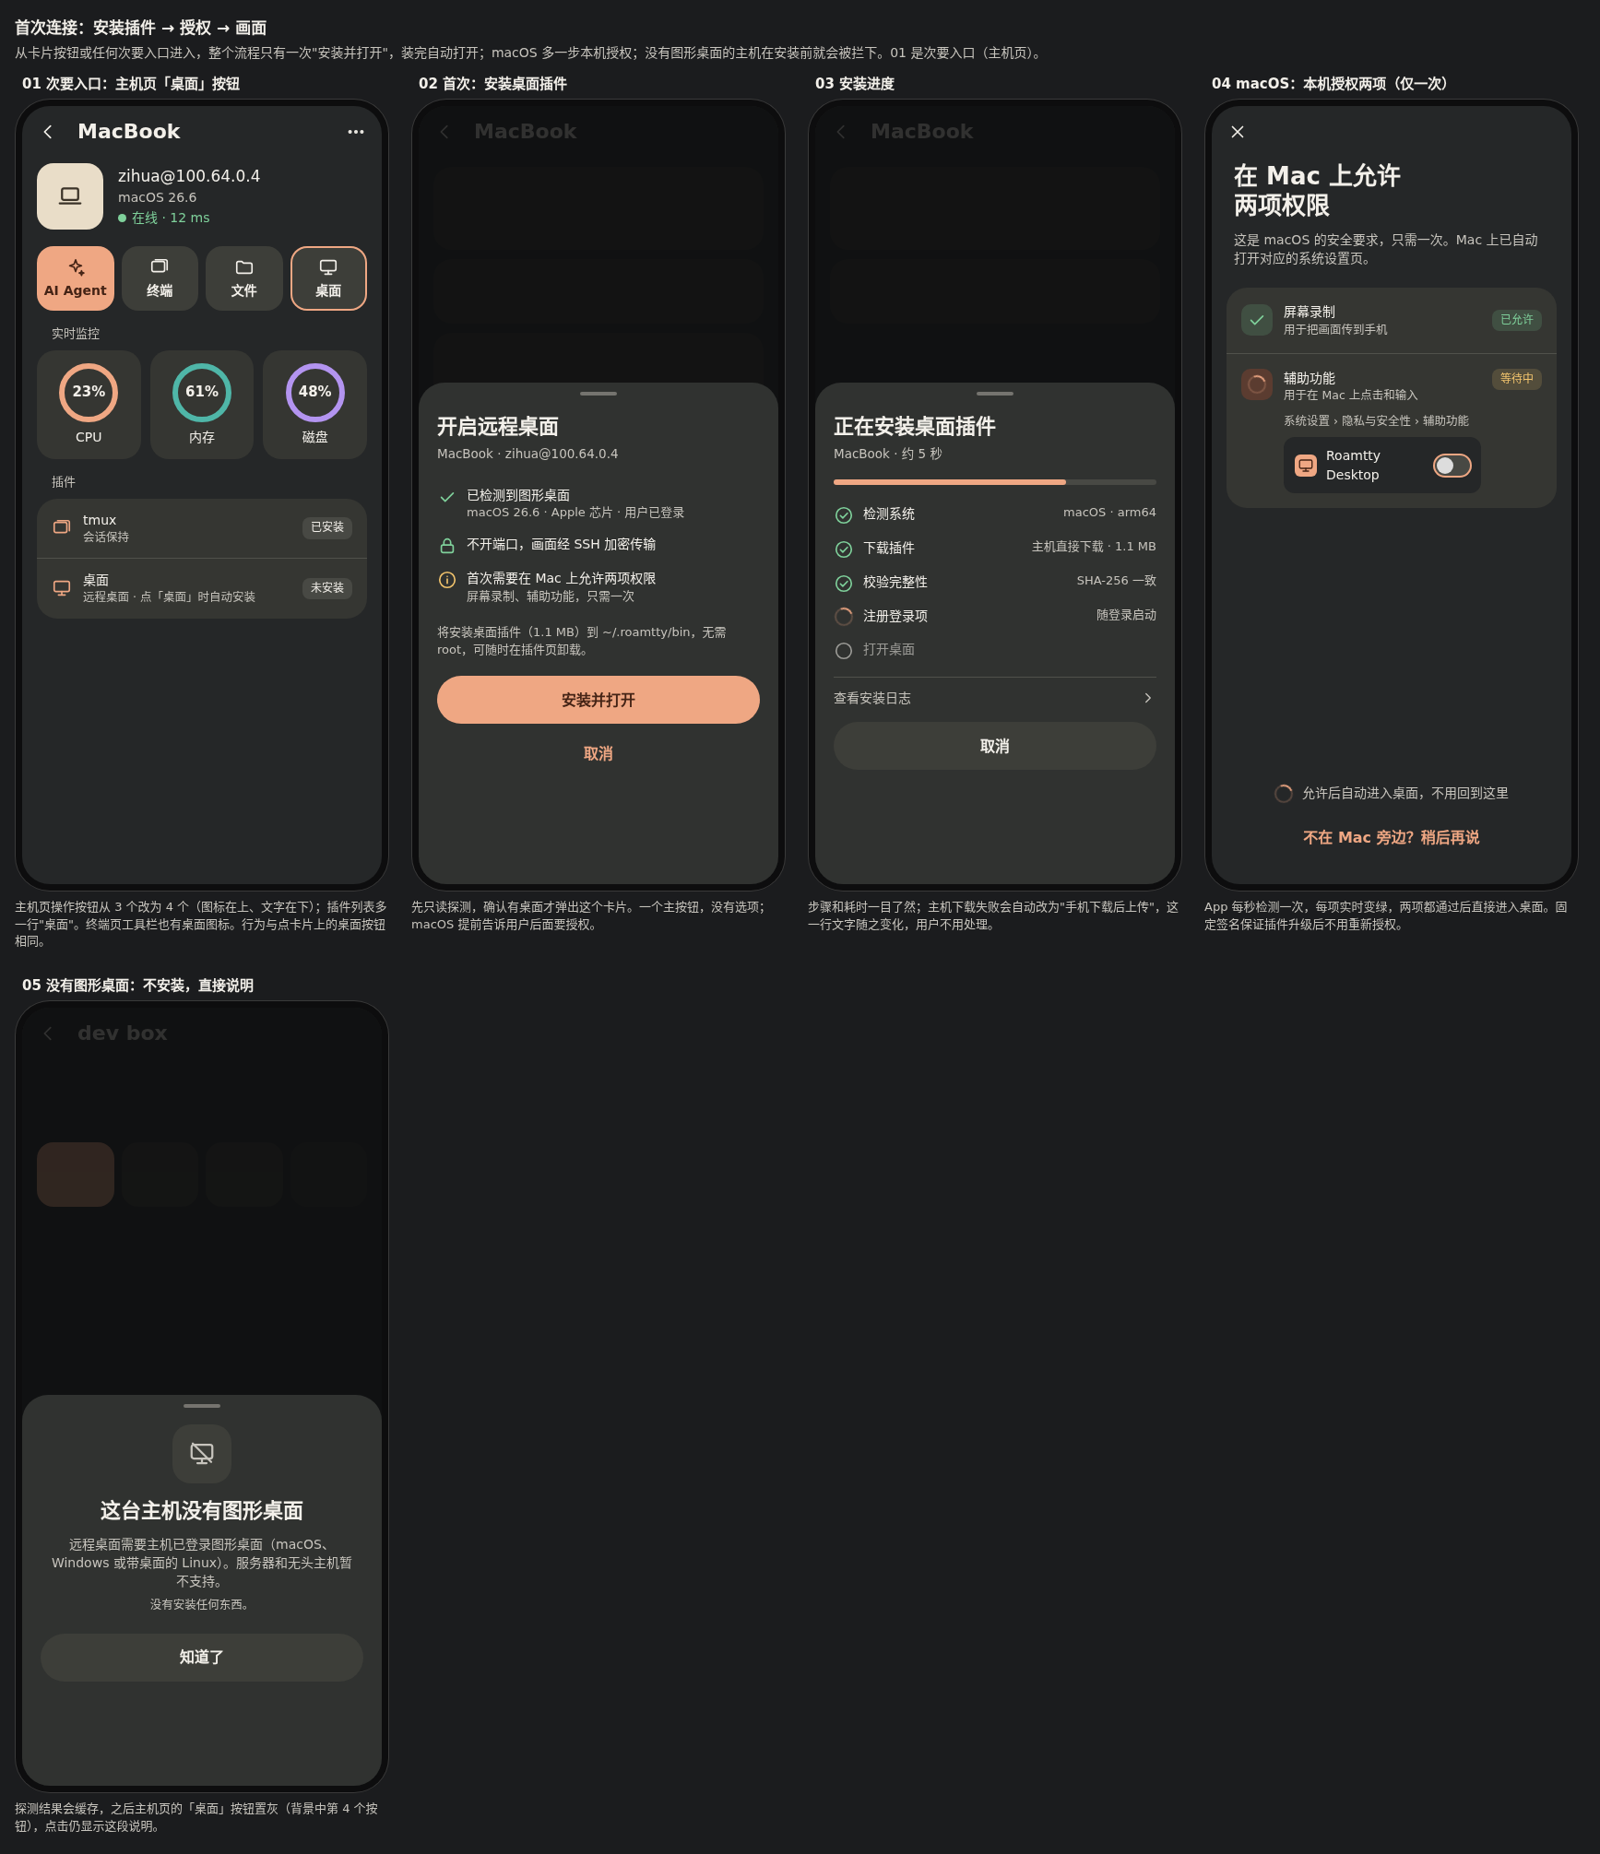 首次连接：安装插件 → 授权 → 画面
从卡片按钮或任何次要入口进入，整个流程只有一次"安装并打开"，装完自动打开；macOS 多一步本机授权；没有图形桌面的主机在安装前就会被拦下。01 是次要入口（主机页）。
01 次要入口：主机页「桌面」按钮
MacBook
zihua@100.64.0.4
macOS 26.6
在线 · 12 ms
AI Agent
终端
文件
桌面
实时监控
23%
61%
48%
CPU
内存
磁盘
插件
tmux
会话保持
已安装
桌面
远程桌面 · 点「桌面」时自动安装
未安装
主机页操作按钮从 3 个改为 4 个（图标在上、文字在下）；插件列表多
一行"桌面"。终端页工具栏也有桌面图标。行为与点卡片上的桌面按钮
相同。
02 首次：安装桌面插件
MacBook
开启远程桌面
MacBook · zihua@100.64.0.4
已检测到图形桌面
macOS 26.6 · Apple 芯片 · 用户已登录
不开端口，画面经 SSH 加密传输
首次需要在 Mac 上允许两项权限
屏幕录制、辅助功能，只需一次
将安装桌面插件（1.1 MB）到 ~/.roamtty/bin，无需
root，可随时在插件页卸载。
安装并打开
取消
先只读探测，确认有桌面才弹出这个卡片。一个主按钮，没有选项；
macOS 提前告诉用户后面要授权。
03 安装进度
MacBook
正在安装桌面插件
MacBook · 约 5 秒
检测系统
macOS · arm64
下载插件
主机直接下载 · 1.1 MB
校验完整性
SHA-256 一致
注册登录项
随登录启动
打开桌面
查看安装日志
取消
步骤和耗时一目了然；主机下载失败会自动改为"手机下载后上传"，这
一行文字随之变化，用户不用处理。
04 macOS：本机授权两项（仅一次）
在 Mac 上允许
两项权限
这是 macOS 的安全要求，只需一次。Mac 上已自动
打开对应的系统设置页。
屏幕录制
用于把画面传到手机
已允许
辅助功能
用于在 Mac 上点击和输入
等待中
系统设置 › 隐私与安全性 › 辅助功能
Roamtty
Desktop
允许后自动进入桌面，不用回到这里
不在 Mac 旁边？稍后再说
App 每秒检测一次，每项实时变绿，两项都通过后直接进入桌面。固
定签名保证插件升级后不用重新授权。
05 没有图形桌面：不安装，直接说明
dev box
这台主机没有图形桌面
远程桌面需要主机已登录图形桌面（macOS、
Windows 或带桌面的 Linux）。服务器和无头主机暂
不支持。
没有安装任何东西。
知道了
探测结果会缓存，之后主机页的「桌面」按钮置灰（背景中第 4 个按
钮），点击仍显示这段说明。